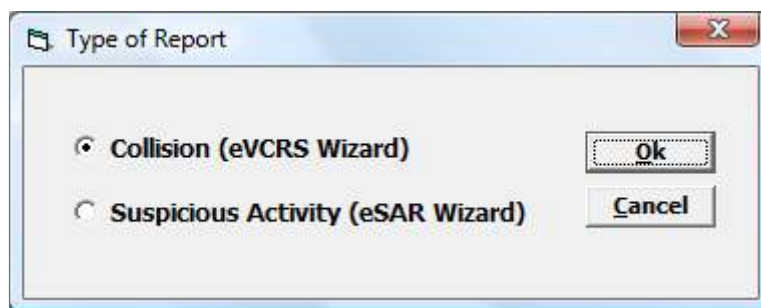 Type of Report
Collision (eVCRS Wizard)
Ok
Suspicious Activity (eSAR Wizard)
Cancel